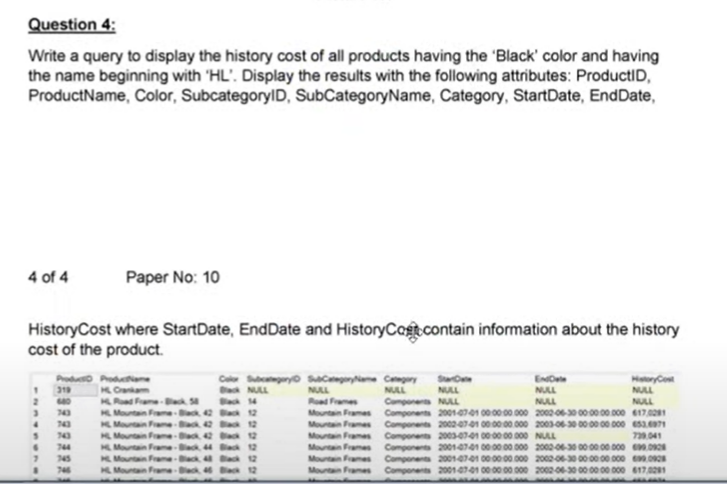 Question 4:
Write a query to display the history cost of all products having the ‘Black’ color and having
the name beginning with ‘HL’. Display the results with the following attributes: ProductID,
ProductName, Color, SubcategoryID, SubCategoryName, Category, StartDate, EndDate,
4 of 4 Paper No: 10
HistoryCost where StartDate, EndDate and HistoryCost contain information about the history
cost of the product.
ProductID ProductName Color SubcategoryID SubCategoryName Category StartDate EndDate HistoryCost
1 319 HL Crankarm Black NULL NULL NULL NULL NULL NULL
2 680 HL Road Frame - Black, 58 Black 14 Road Frames Components NULL NULL NULL
3 743 HL Mountain Frame - Black, 42 Black 12 Mountain Frames Components 2001-07-01 00:00:00.000 2002-06-30 00:00:00.000 617,0281
4 743 HL Mountain Frame - Black, 42 Black 12 Mountain Frames Components 2002-07-01 00:00:00.000 2003-06-30 00:00:00.000 653,6971
5 743 HL Mountain Frame - Black, 42 Black 12 Mountain Frames Components 2003-07-01 00:00:00.000 NULL 739,041
6 744 HL Mountain Frame - Black, 44 Black 12 Mountain Frames Components 2001-07-01 00:00:00.000 2002-06-30 00:00:00.000 699,0928
7 745 HL Mountain Frame - Black, 48 Black 12 Mountain Frames Components 2001-07-01 00:00:00.000 2002-06-30 00:00:00.000 699,0928
8 746 HL Mountain Frame - Black, 46 Black 12 Mountain Frames Components 2001-07-01 00:00:00.000 2002-06-30 00:00:00.000 617,0281